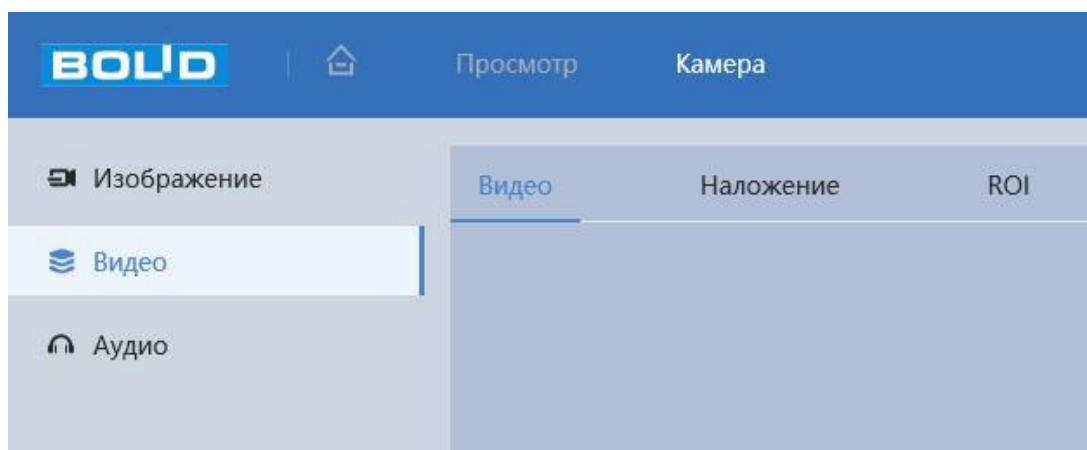 BOLID Просмотр Камера
Изображение
Видео Наложение ROI
Видео
Аудио